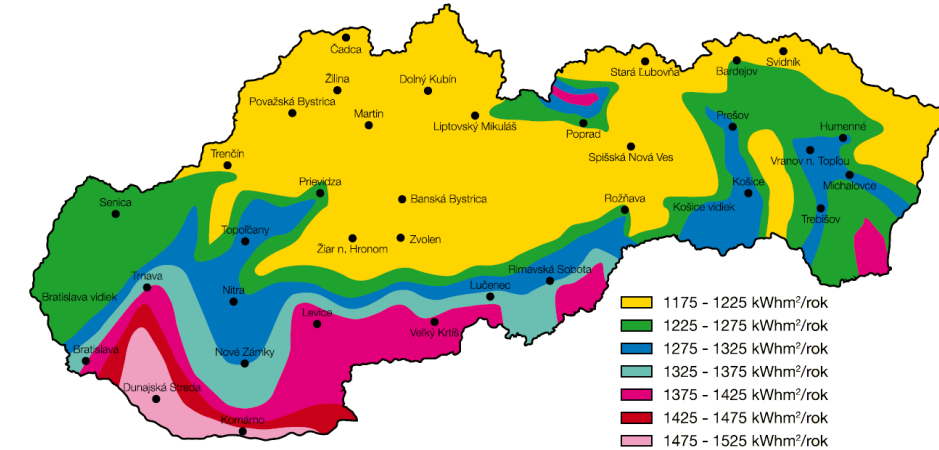 Čadca
Svidník
Stará Ľubovňa
Bardejov
Žilina
Dolný Kubín
Považská Bystrica
Martin
Liptovský Mikuláš
Poprad
Prešov
Humenné
Trenčín
Spišská Nová Ves
Vranov n. Topľou
Michalovce
Prievidza
Banská Bystrica
Rožňava
Košice
Košice vidiek
Trebišov
Senica
Topoľčany
Žiar n. Hronom
Zvolen
Trnava
Rimavská Sobota
Bratislava vidiek
Nitra
Lučenec
Levice
Veľký Krtíš
Bratislava
Nové Zámky
Dunajská Streda
Komárno
1175 - 1225 kWhm²/rok
1225 - 1275 kWhm²/rok
1275 - 1325 kWhm²/rok
1325 - 1375 kWhm²/rok
1375 - 1425 kWhm²/rok
1425 - 1475 kWhm²/rok
1475 - 1525 kWhm²/rok